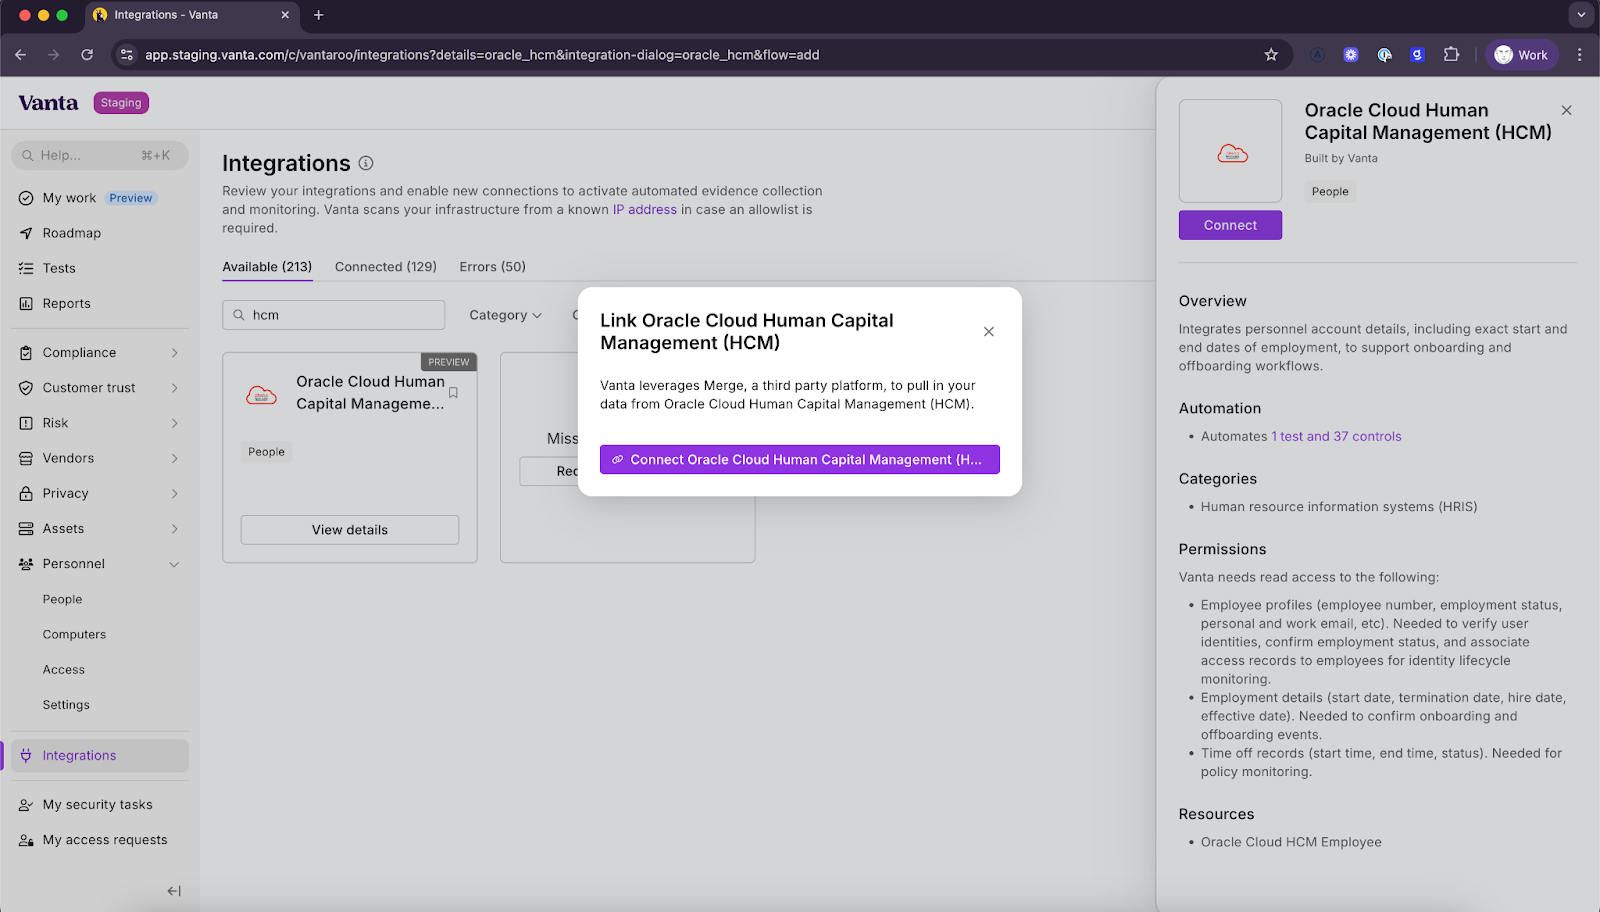 Integrations - Vanta
app.staging.vanta.com/c/vantaroo/integrations?details=oracle_hcm&integration-dialog=oracle_hcm&flow=add
Work
Vanta
Staging
Help...
⌘+K
My work
Preview
Roadmap
Tests
Reports
Compliance
Customer trust
Risk
Vendors
Privacy
Assets
Personnel
People
Computers
Access
Settings
Integrations
My security tasks
My access requests
Integrations
Review your integrations and enable new connections to activate automated evidence collection
and monitoring. Vanta scans your infrastructure from a known IP address in case an allowlist is
required.
Available (213)
Connected (129)
Errors (50)
hcm
Category
PREVIEW
Oracle Cloud Human
Capital Manageme...
People
View details
Miss
Rec
Link Oracle Cloud Human Capital
Management (HCM)
Vanta leverages Merge, a third party platform, to pull in your
data from Oracle Cloud Human Capital Management (HCM).
Connect Oracle Cloud Human Capital Management (H...
Oracle Cloud Human
Capital Management (HCM)
Built by Vanta
People
Connect
Overview
Integrates personnel account details, including exact start and
end dates of employment, to support onboarding and
offboarding workflows.
Automation
• Automates 1 test and 37 controls
Categories
• Human resource information systems (HRIS)
Permissions
Vanta needs read access to the following:
• Employee profiles (employee number, employment status,
personal and work email, etc). Needed to verify user
identities, confirm employment status, and associate
access records to employees for identity lifecycle
monitoring.
• Employment details (start date, termination date, hire date,
effective date). Needed to confirm onboarding and
offboarding events.
• Time off records (start time, end time, status). Needed for
policy monitoring.
Resources
• Oracle Cloud HCM Employee